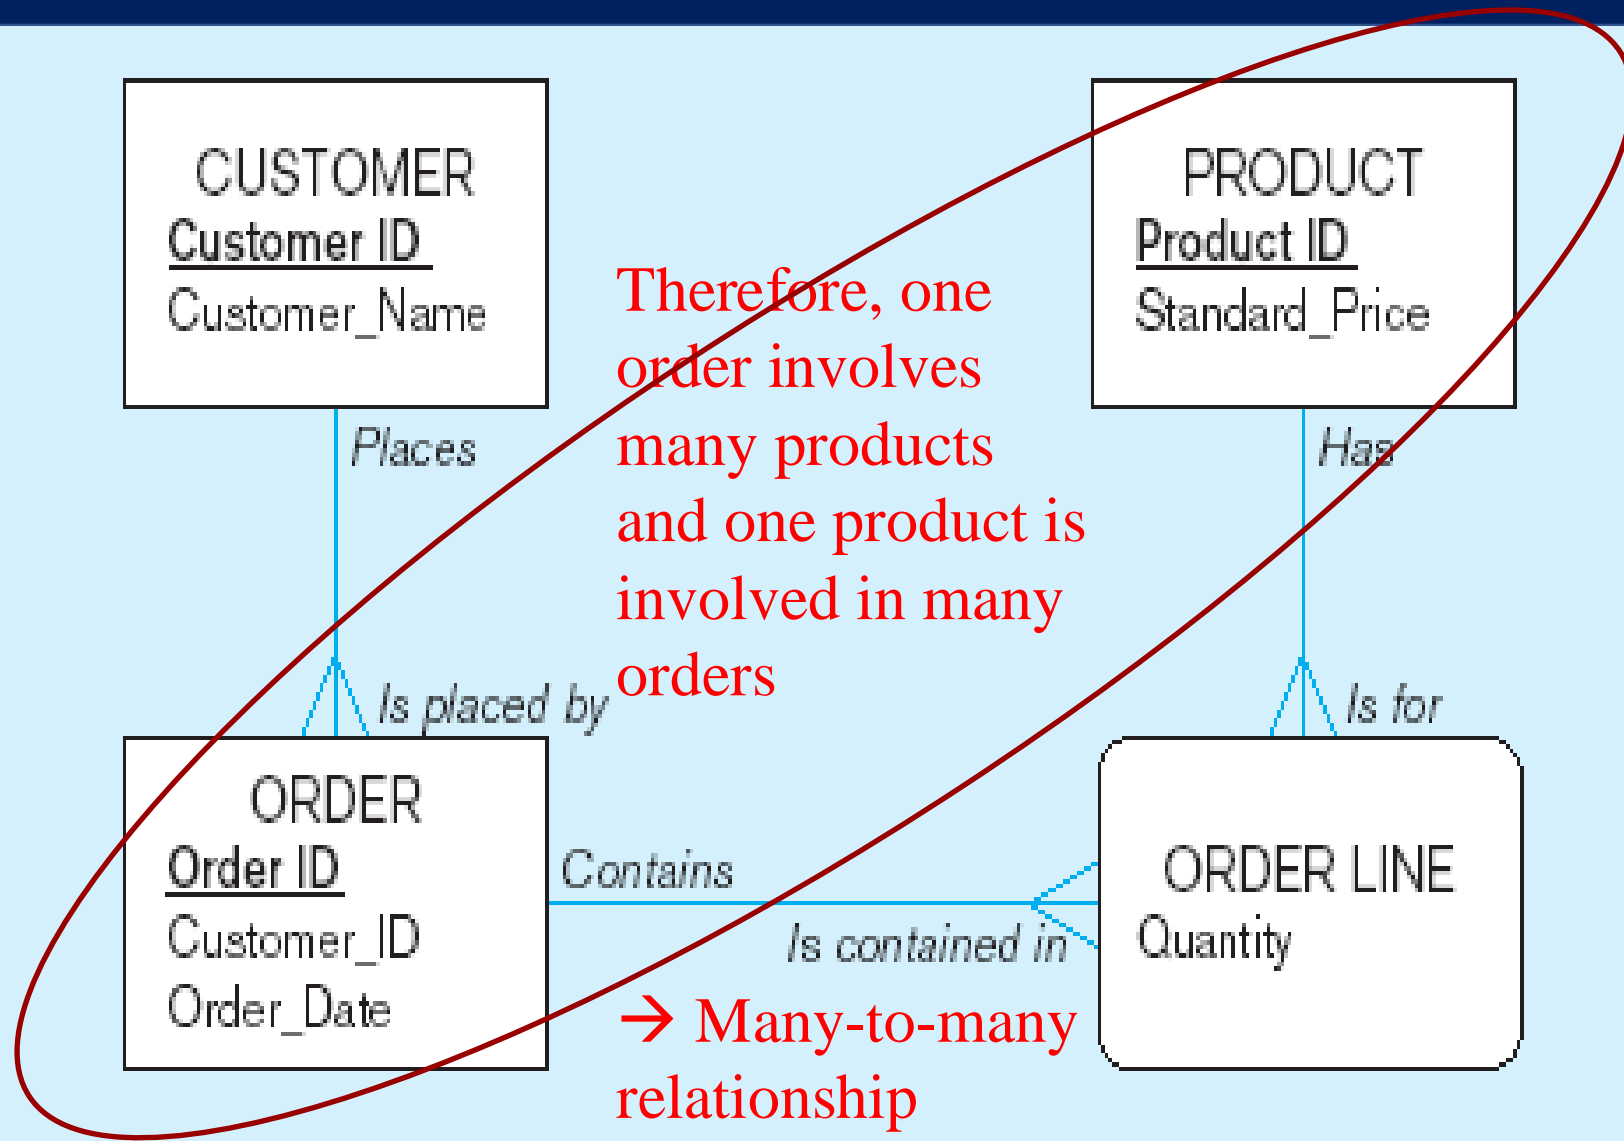 CUSTOMER
Customer ID
Customer_Name
PRODUCT
Product ID
Standard_Price
Therefore, one
order involves
many products
and one product is
involved in many
orders
Places
Has
Is placed by
Is for
ORDER
Order ID
Customer_ID
Order_Date
Contains
Is contained in
ORDER LINE
Quantity
→ Many-to-many
relationship